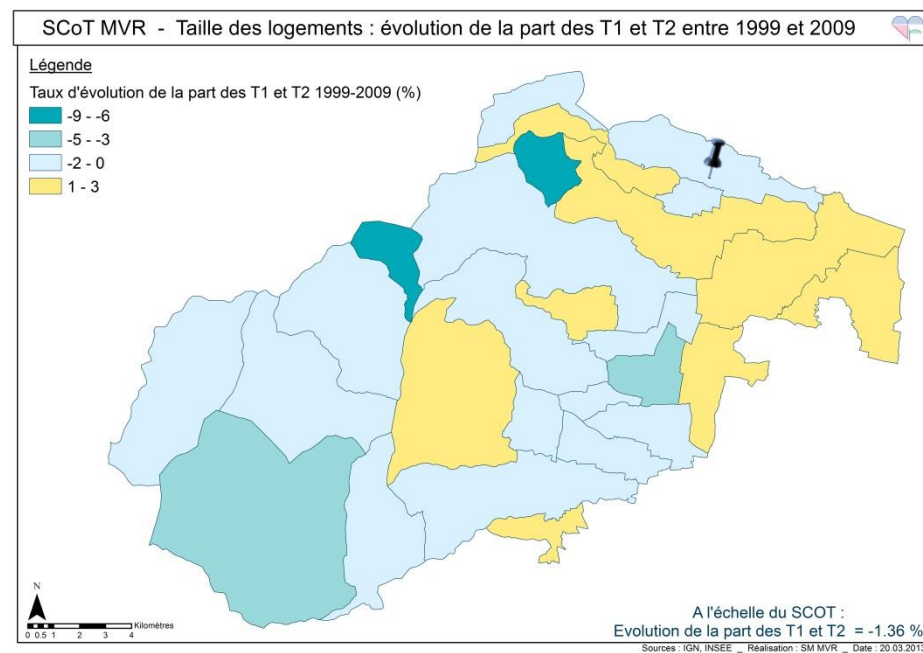 SCoT MVR - Taille des logements : évolution de la part des T1 et T2 entre 1999 et 2009
Légende
Taux d'évolution de la part des T1 et T2 1999-2009 (%)
-9 - -6
-5 - -3
-2 - 0
1 - 3
N
0 0.5 1 2 3 4 Kilomètres
A l'échelle du SCOT :
Evolution de la part des T1 et T2 = -1.36 %
Sources : IGN, INSEE _ Réalisation : SM MVR _ Date :